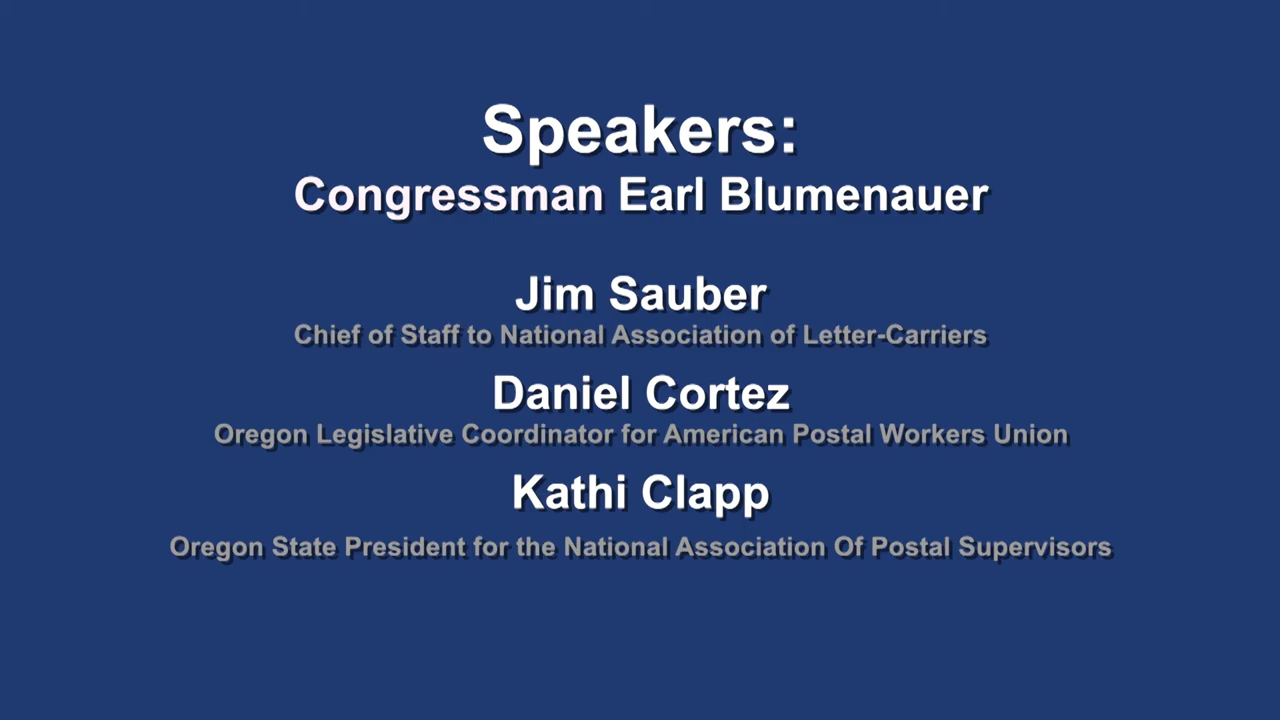 Speakers:
Congressman Earl Blumenauer
Jim Sauber
Chief of Staff to National Association of Letter-Carriers
Daniel Cortez
Oregon Legislative Coordinator for American Postal Workers Union
Kathi Clapp
Oregon State President for the National Association Of Postal Supervisors